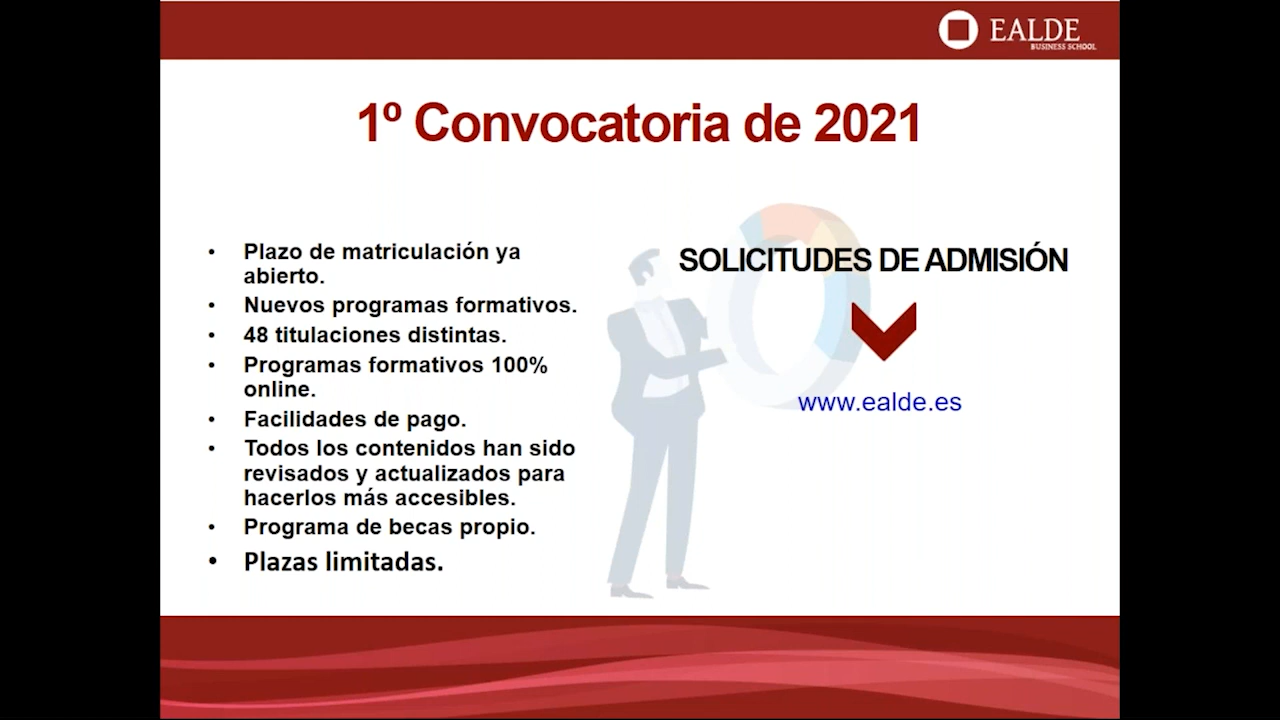 EALDE
BUSINESS SCHOOL
1º Convocatoria de 2021
• Plazo de matriculación ya
abierto.
• Nuevos programas formativos.
• 48 titulaciones distintas.
• Programas formativos 100%
online.
• Facilidades de pago.
• Todos los contenidos han sido
revisados y actualizados para
hacerlos más accesibles.
• Programa de becas propio.
• Plazas limitadas.
SOLICITUDES DE ADMISIÓN
www.ealde.es